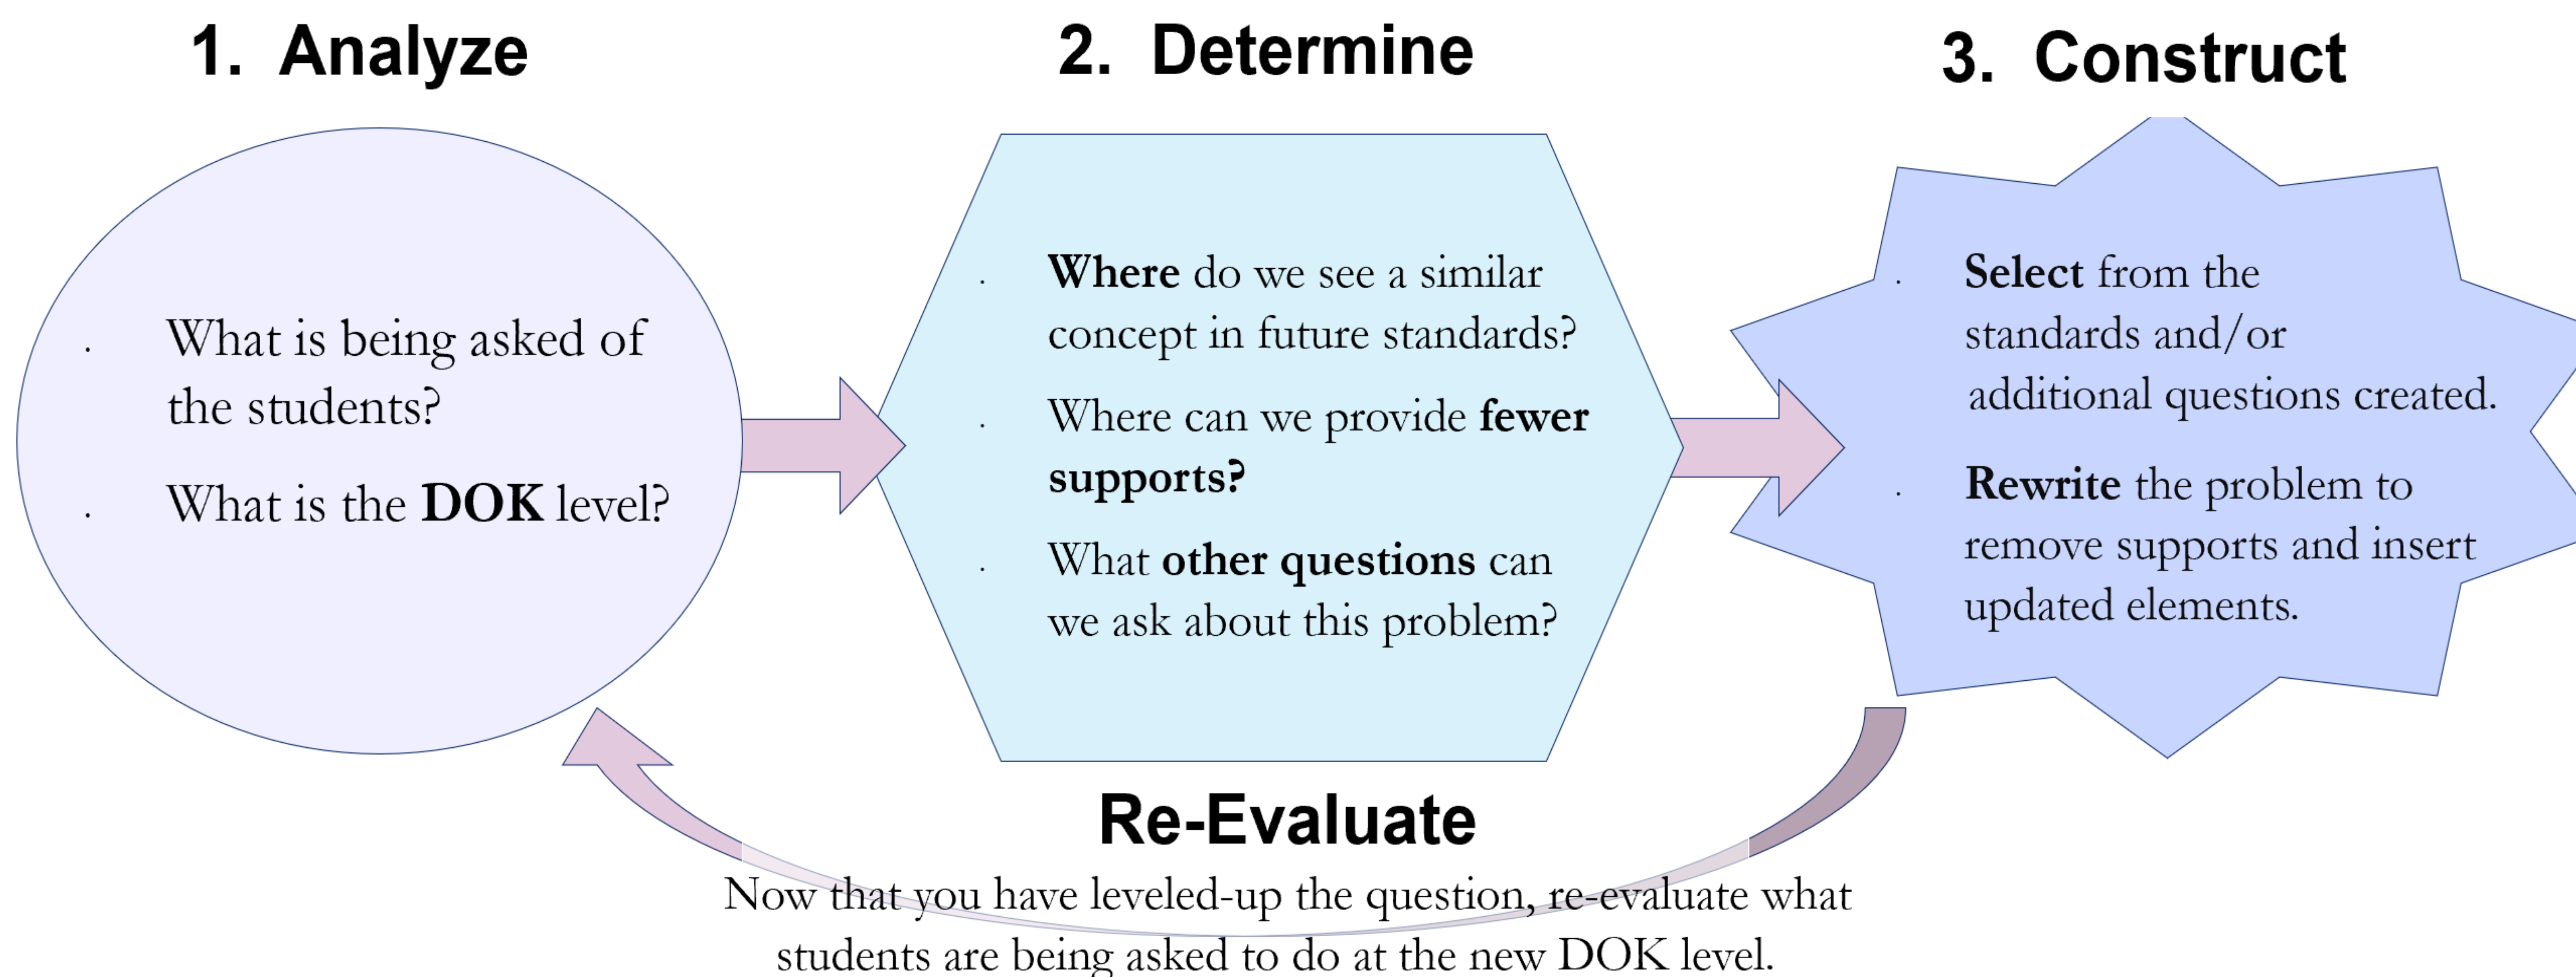 1. Analyze
What is being asked of
the students?
What is the DOK level?
2. Determine
Where do we see a similar
concept in future standards?
Where can we provide fewer
supports?
What other questions can
we ask about this problem?
3. Construct
Select from the
standards and/or
additional questions created.
Rewrite the problem to
remove supports and insert
updated elements.
Re-Evaluate
Now that you have leveled-up the question, re-evaluate what
students are being asked to do at the new DOK level.